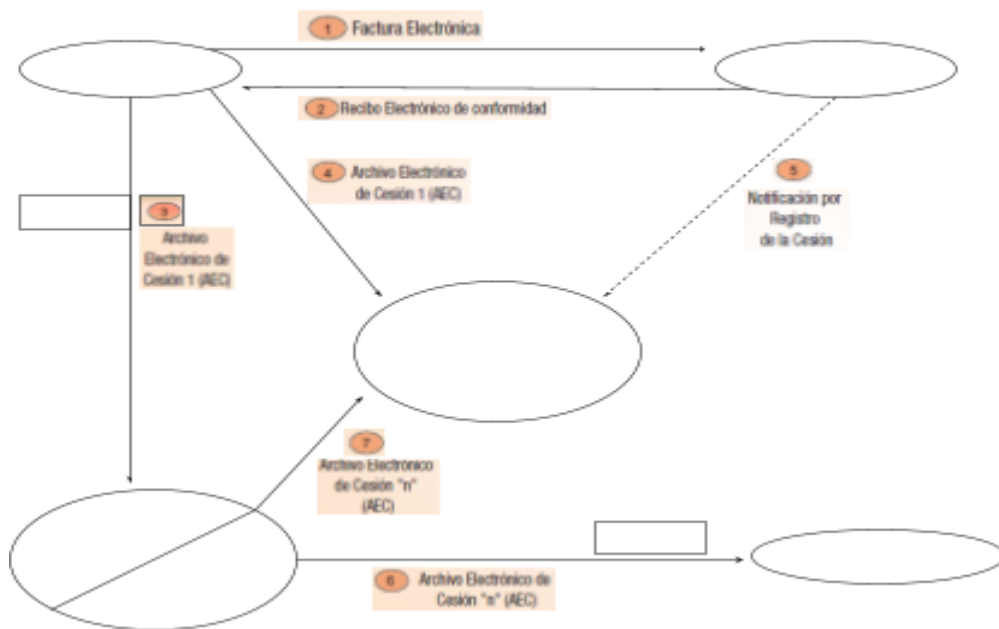 1 Factura Electrónica
2 Recibo Electrónico de conformidad
4 Archivo Electrónico
de Cesión 1 (AEC)
5
Notificación por
Registro
de la Cesión
3
Archivo
Electrónico de
Cesión 1 (AEC)
7
Archivo Electrónico
de Cesión "n"
(AEC)
6 Archivo Electrónico de
Cesión "n" (AEC)